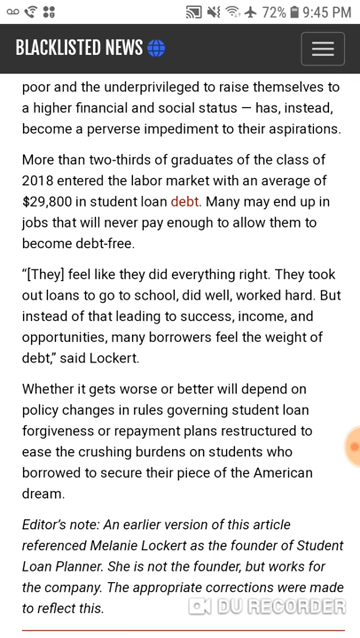 72% 9:45 PM
BLACKLISTED NEWS
poor and the underprivileged to raise themselves to
a higher financial and social status — has, instead,
become a perverse impediment to their aspirations.
More than two-thirds of graduates of the class of
2018 entered the labor market with an average of
$29,800 in student loan debt. Many may end up in
jobs that will never pay enough to allow them to
become debt-free.
“[They] feel like they did everything right. They took
out loans to go to school, did well, worked hard. But
instead of that leading to success, income, and
opportunities, many borrowers feel the weight of
debt,” said Lockert.
Whether it gets worse or better will depend on
policy changes in rules governing student loan
forgiveness or repayment plans restructured to
ease the crushing burdens on students who
borrowed to secure their piece of the American
dream.
Editor’s note: An earlier version of this article
referenced Melanie Lockert as the founder of Student
Loan Planner. She is not the founder, but works for
the company. The appropriate corrections were made
to reflect this.
DU RECORDER